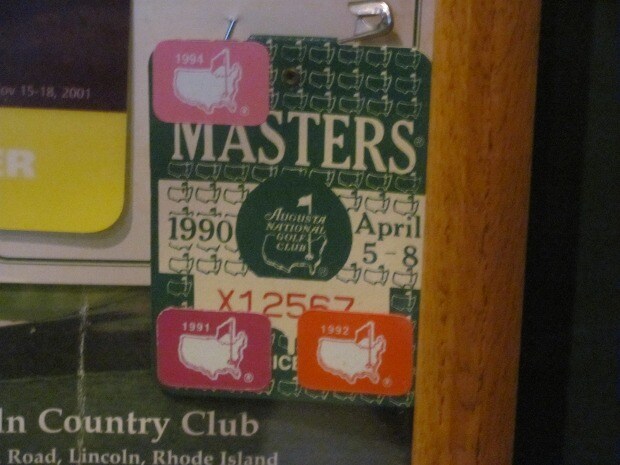 1994
15-18, 2001
MASTERS
ER
1990
AUGUSTA
NATIONAL
GOLF
CLUB
April
5-8
X12567
1991
1992
ln Country Club
Road, Lincoln, Rhode Island